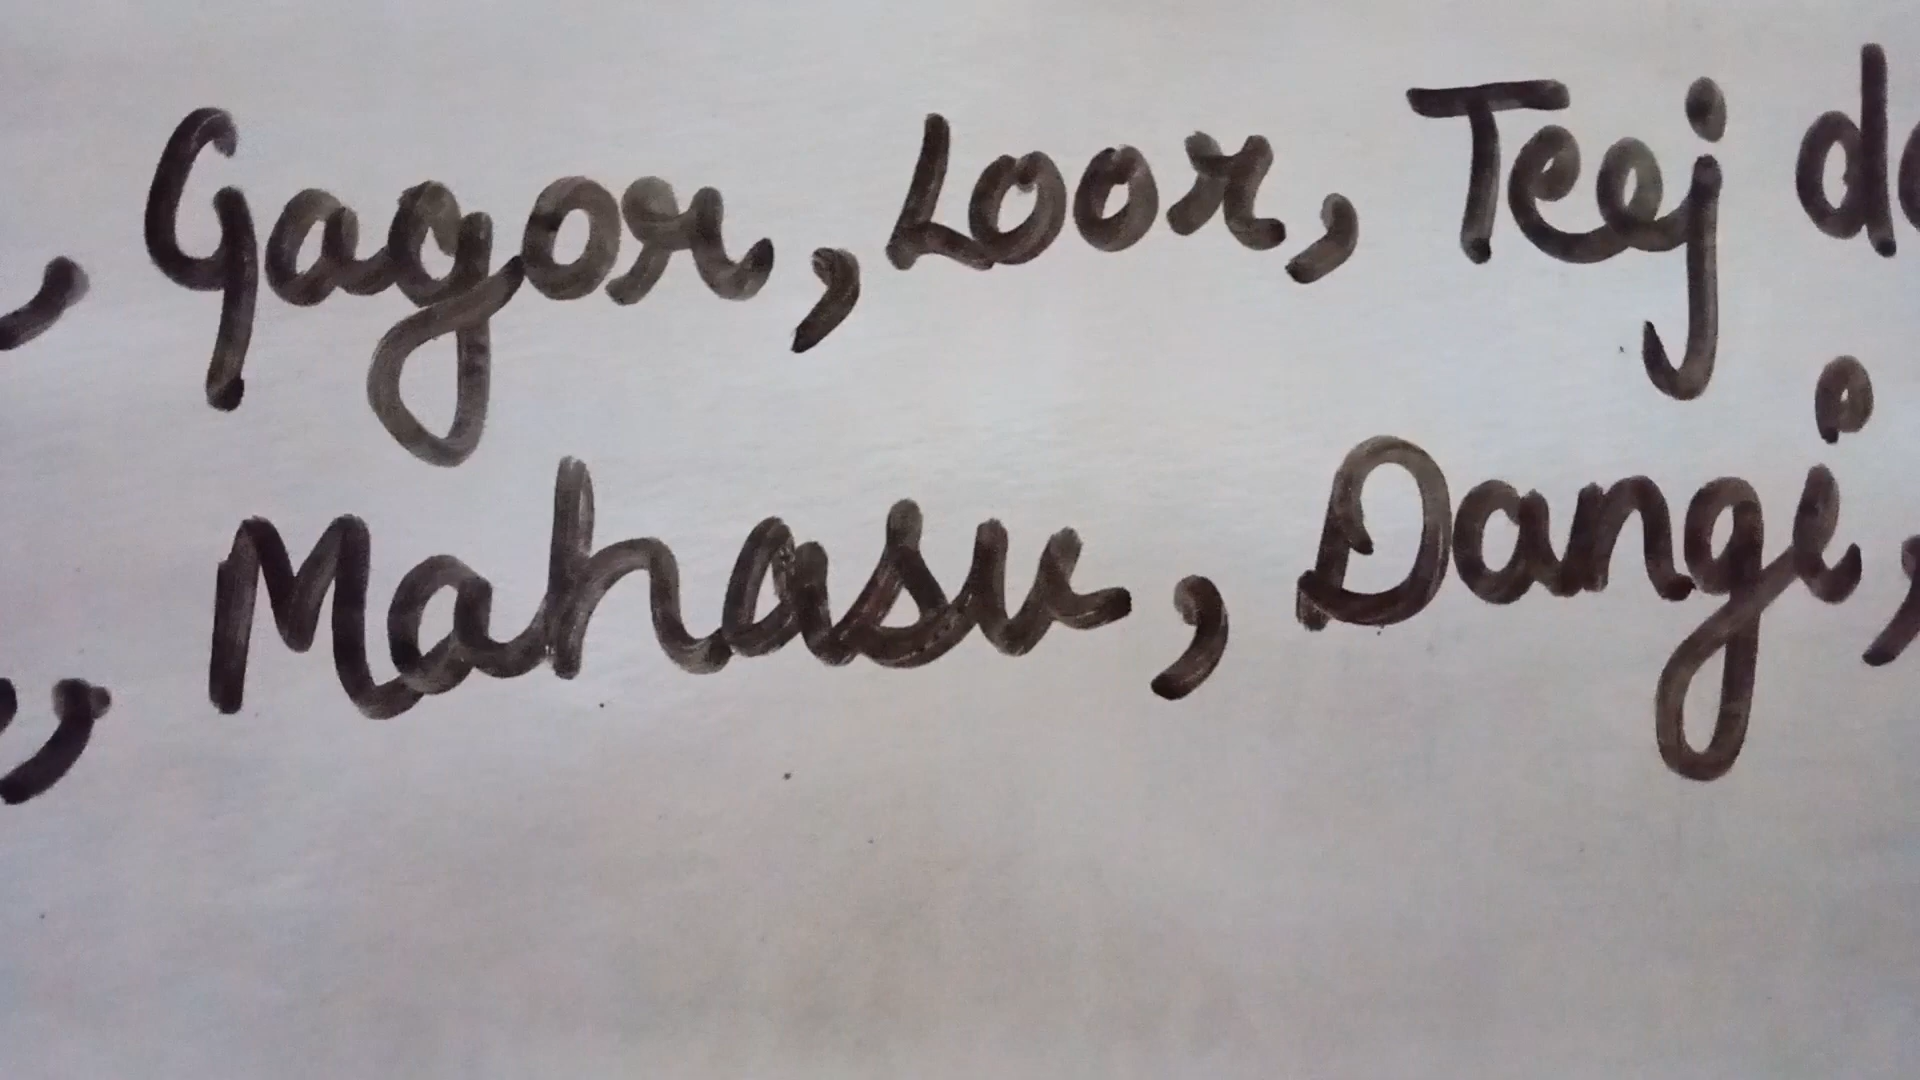 , Gagor, Loor, Teej
, Mahasu, Dangi,